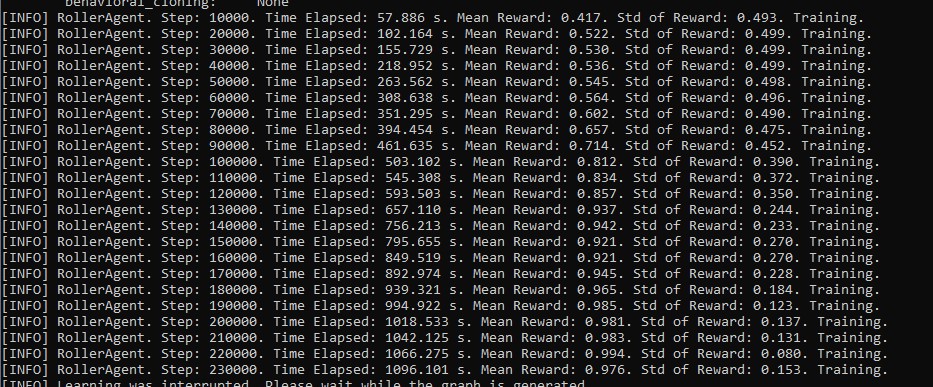 behavioral_cloning: None
[INFO] RollerAgent. Step: 10000. Time Elapsed: 57.886 s. Mean Reward: 0.417. Std of Reward: 0.493. Training.
[INFO] RollerAgent. Step: 20000. Time Elapsed: 102.164 s. Mean Reward: 0.522. Std of Reward: 0.499. Training.
[INFO] RollerAgent. Step: 30000. Time Elapsed: 155.729 s. Mean Reward: 0.530. Std of Reward: 0.499. Training.
[INFO] RollerAgent. Step: 40000. Time Elapsed: 218.952 s. Mean Reward: 0.536. Std of Reward: 0.499. Training.
[INFO] RollerAgent. Step: 50000. Time Elapsed: 263.562 s. Mean Reward: 0.545. Std of Reward: 0.498. Training.
[INFO] RollerAgent. Step: 60000. Time Elapsed: 308.638 s. Mean Reward: 0.564. Std of Reward: 0.496. Training.
[INFO] RollerAgent. Step: 70000. Time Elapsed: 351.295 s. Mean Reward: 0.602. Std of Reward: 0.490. Training.
[INFO] RollerAgent. Step: 80000. Time Elapsed: 394.454 s. Mean Reward: 0.657. Std of Reward: 0.475. Training.
[INFO] RollerAgent. Step: 90000. Time Elapsed: 461.635 s. Mean Reward: 0.714. Std of Reward: 0.452. Training.
[INFO] RollerAgent. Step: 100000. Time Elapsed: 503.102 s. Mean Reward: 0.812. Std of Reward: 0.390. Training.
[INFO] RollerAgent. Step: 110000. Time Elapsed: 545.308 s. Mean Reward: 0.834. Std of Reward: 0.372. Training.
[INFO] RollerAgent. Step: 120000. Time Elapsed: 593.503 s. Mean Reward: 0.857. Std of Reward: 0.350. Training.
[INFO] RollerAgent. Step: 130000. Time Elapsed: 657.110 s. Mean Reward: 0.937. Std of Reward: 0.244. Training.
[INFO] RollerAgent. Step: 140000. Time Elapsed: 756.213 s. Mean Reward: 0.942. Std of Reward: 0.233. Training.
[INFO] RollerAgent. Step: 150000. Time Elapsed: 795.655 s. Mean Reward: 0.921. Std of Reward: 0.270. Training.
[INFO] RollerAgent. Step: 160000. Time Elapsed: 849.519 s. Mean Reward: 0.921. Std of Reward: 0.270. Training.
[INFO] RollerAgent. Step: 170000. Time Elapsed: 892.974 s. Mean Reward: 0.945. Std of Reward: 0.228. Training.
[INFO] RollerAgent. Step: 180000. Time Elapsed: 939.321 s. Mean Reward: 0.965. Std of Reward: 0.184. Training.
[INFO] RollerAgent. Step: 190000. Time Elapsed: 994.922 s. Mean Reward: 0.985. Std of Reward: 0.123. Training.
[INFO] RollerAgent. Step: 200000. Time Elapsed: 1018.533 s. Mean Reward: 0.981. Std of Reward: 0.137. Training.
[INFO] RollerAgent. Step: 210000. Time Elapsed: 1042.125 s. Mean Reward: 0.983. Std of Reward: 0.131. Training.
[INFO] RollerAgent. Step: 220000. Time Elapsed: 1066.275 s. Mean Reward: 0.994. Std of Reward: 0.080. Training.
[INFO] RollerAgent. Step: 230000. Time Elapsed: 1096.101 s. Mean Reward: 0.976. Std of Reward: 0.153. Training.
[INFO] Learning was interrupted. Please wait while the graph is generated.